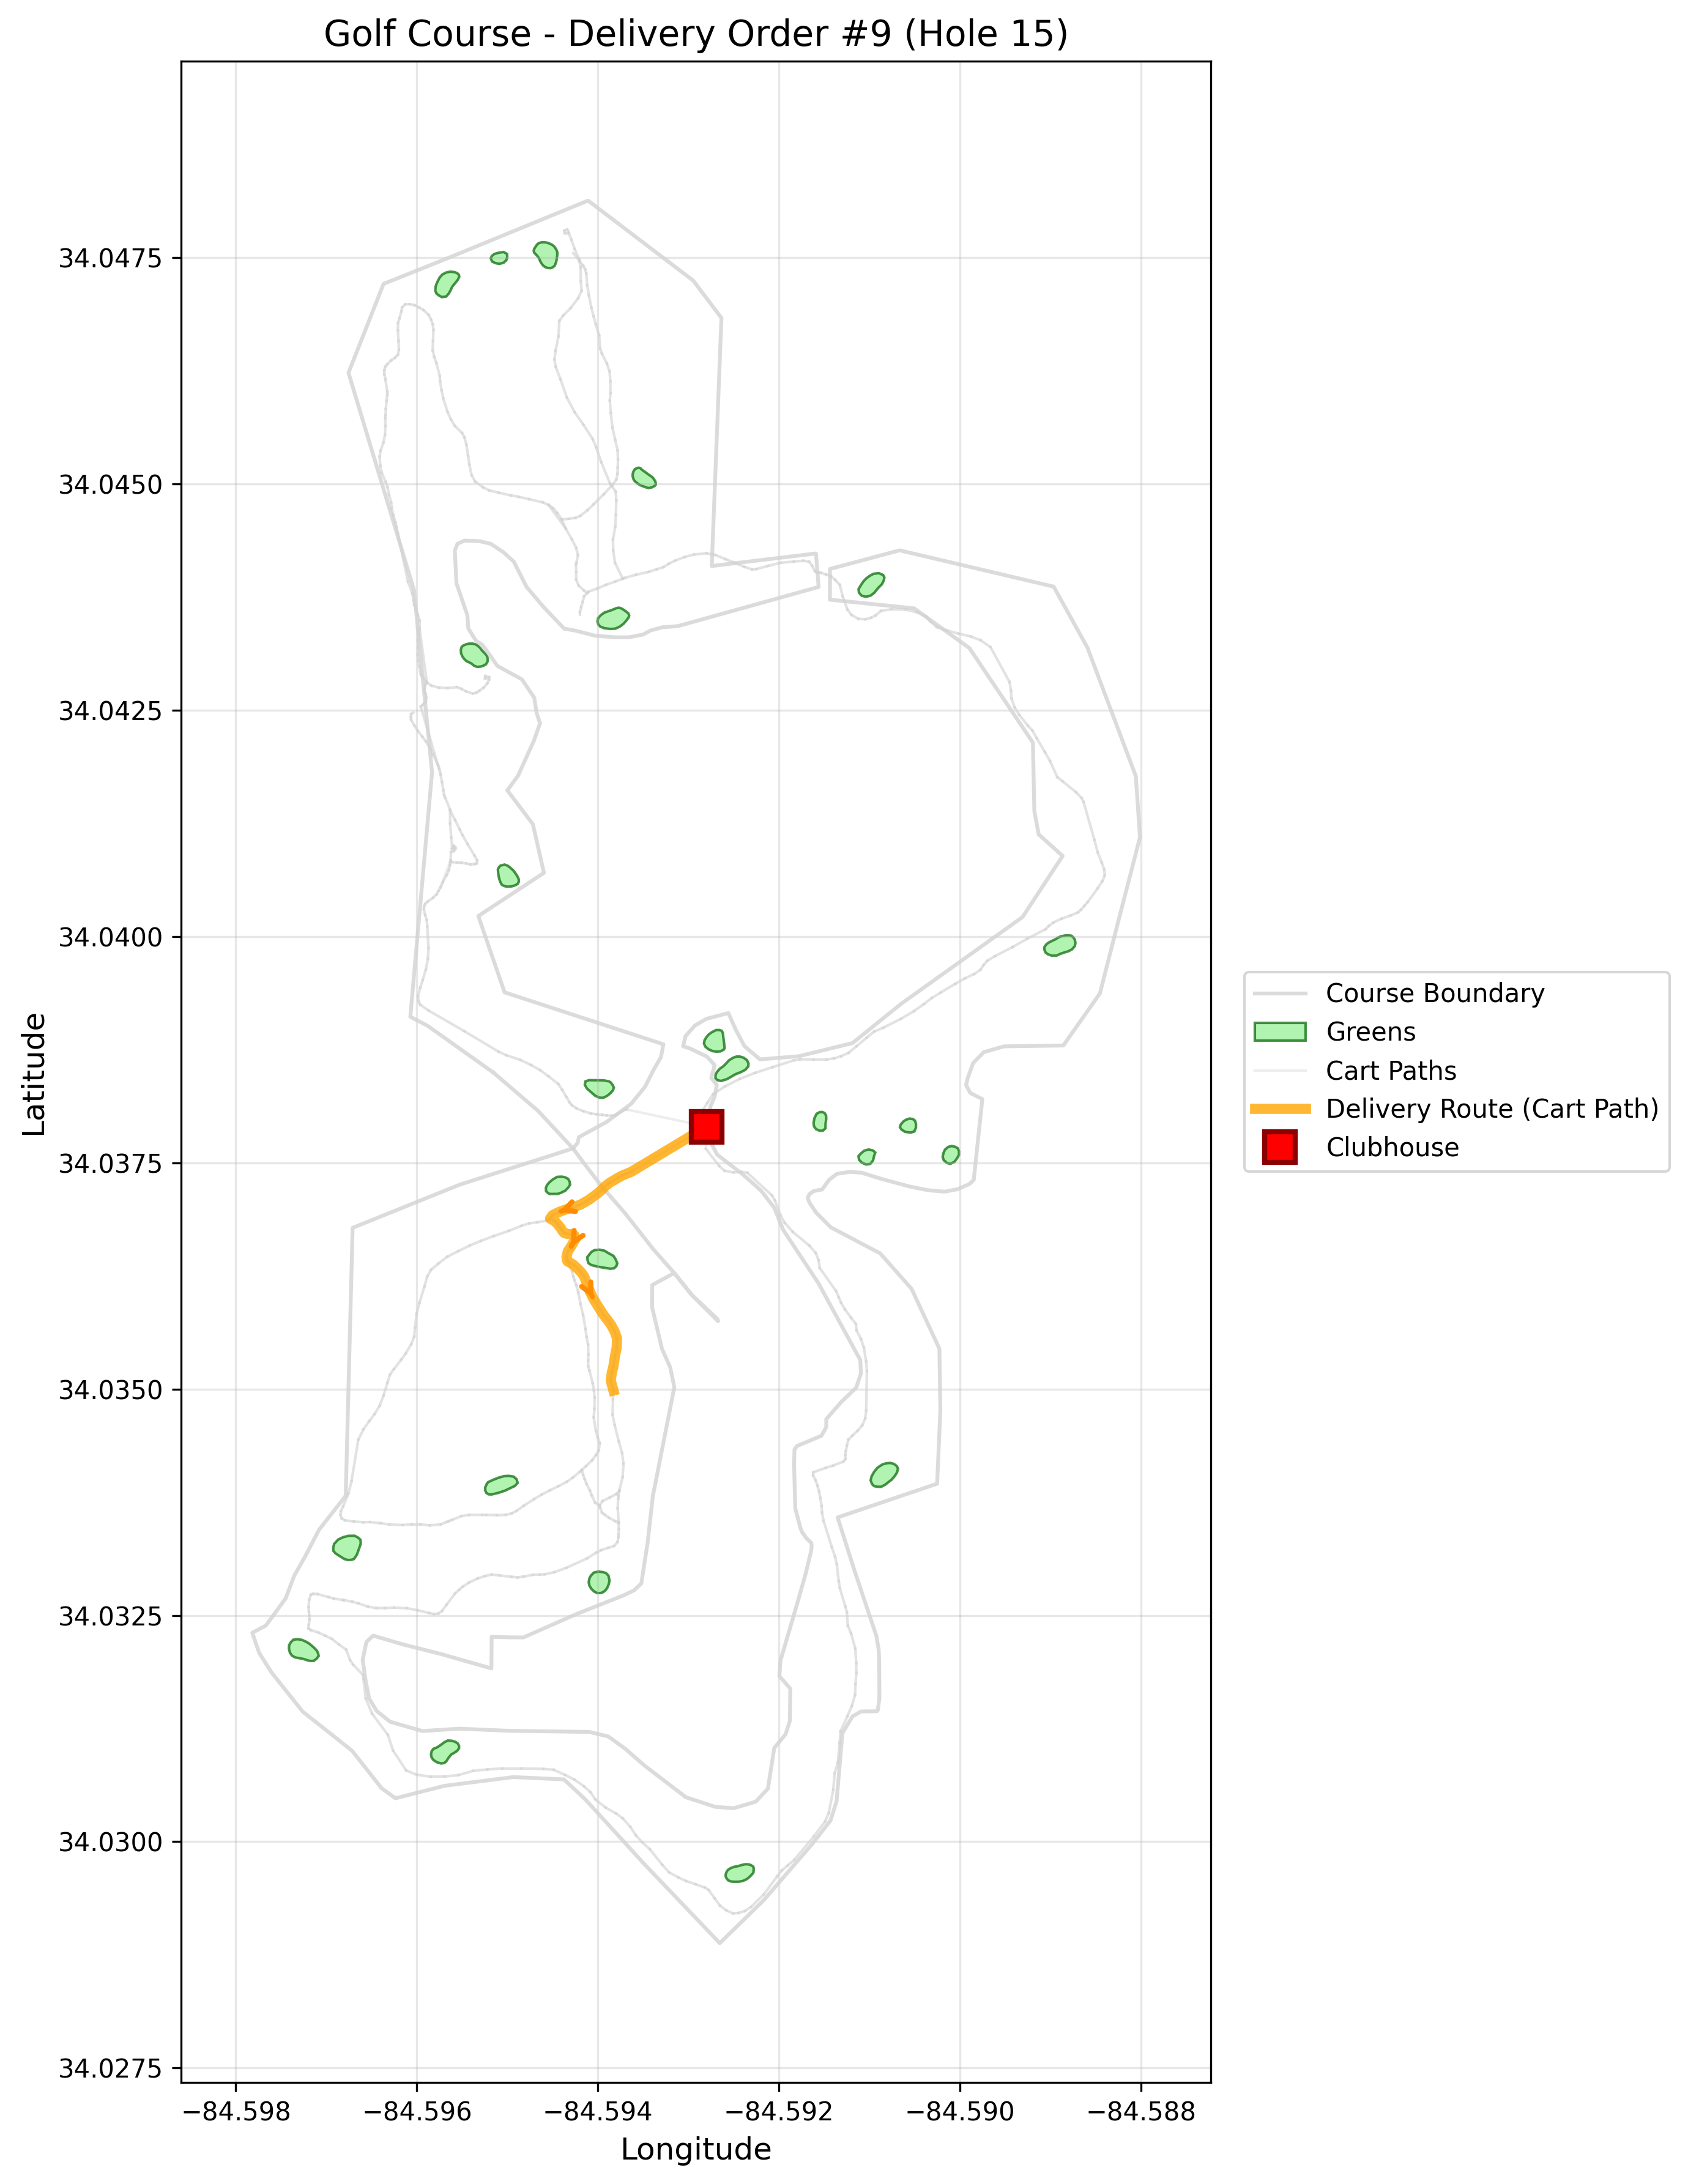 Golf Course - Delivery Order #9 (Hole 15)
34.0475
34.0450
34.0425
34.0400
34.0375
34.0350
34.0325
34.0300
34.0275
Latitude
−84.598
−84.596
−84.594
−84.592
−84.590
−84.588
Longitude
Course Boundary
Greens
Cart Paths
Delivery Route (Cart Path)
Clubhouse